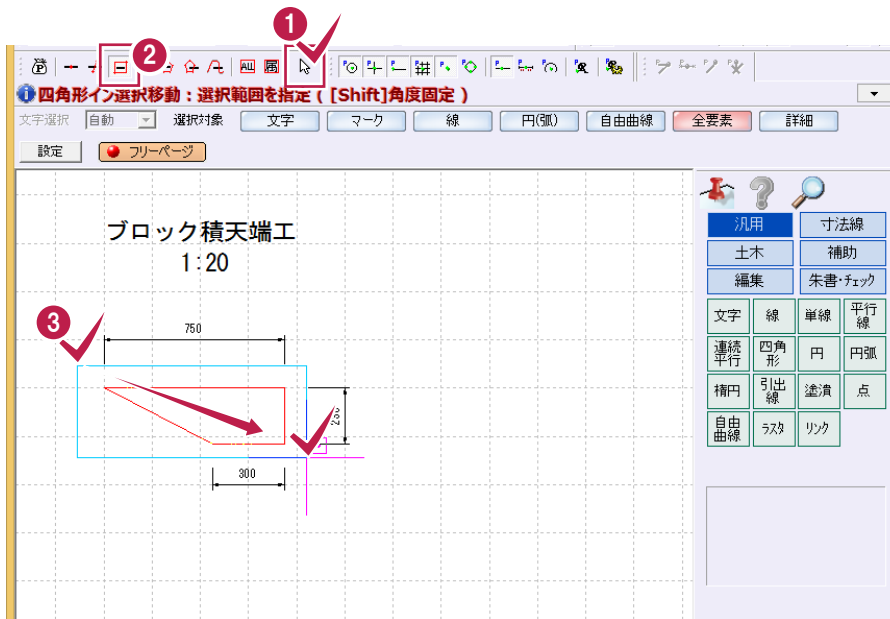 1
2
ALL 属
四角形イン選択移動：選択範囲を指定 ( [Shift]角度固定 )
文字選択 自動 選択対象 文字 マーク 線 円(弧) 自由曲線 全要素 詳細
設定 フリーページ
汎用 寸法線
土木 補助
編集 朱書・チェック
文字 線 単線 平行線
連続平行 四角形 円 円弧
楕円 引出線 塗潰 点
自由曲線 ラスタ リンク
ブロック積天端工
1:20
3
750
300